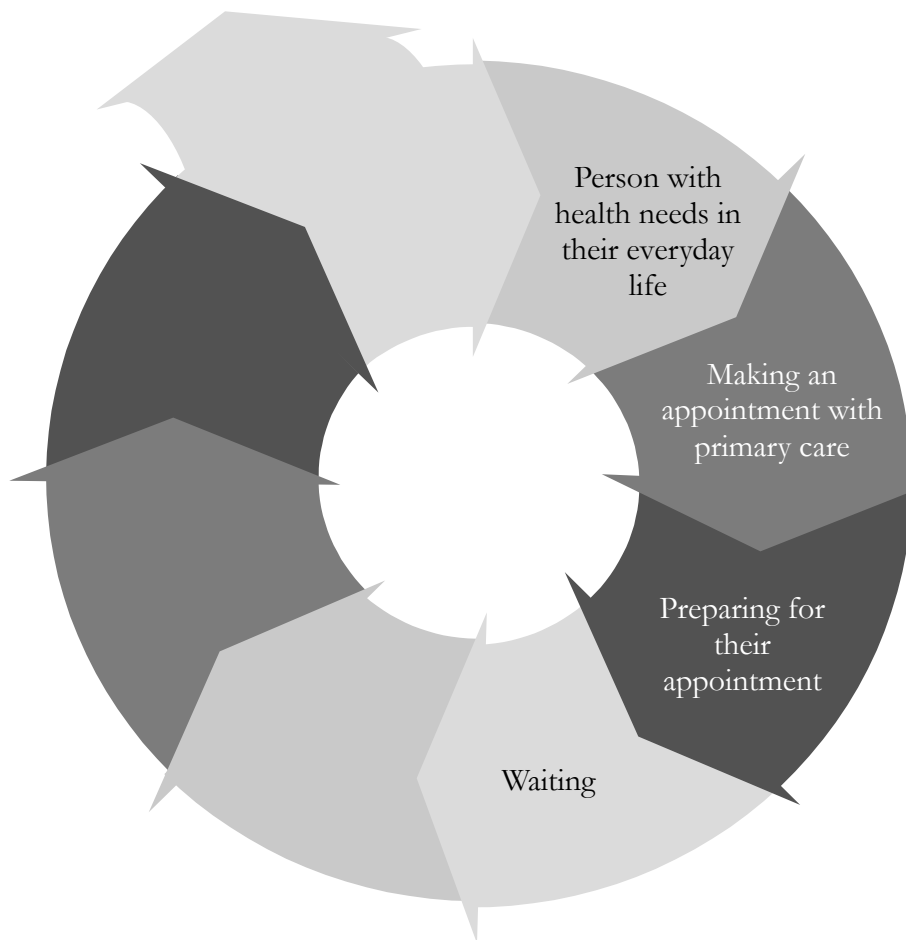 Person with
health needs in
their everyday
life
Making an
appointment with
primary care
Preparing for
their
appointment
Waiting